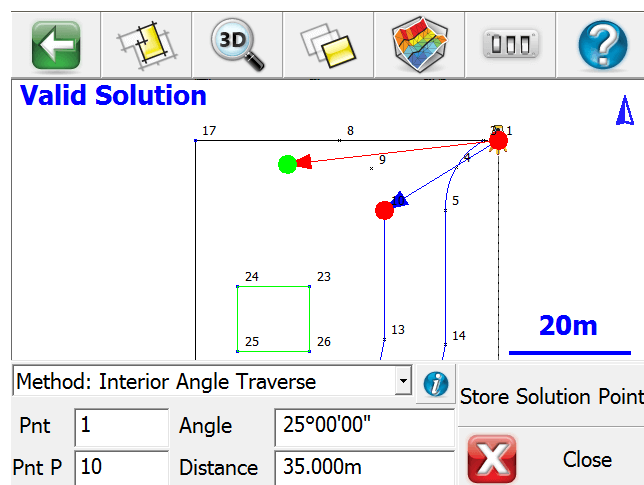 3D
Valid Solution
17
8
1
9
4
5
24
23
25
26
13
14
20m
Method: Interior Angle Traverse
i
Store Solution Point
Pnt
1
Angle
25°00'00"
Pnt P
10
Distance
35.000m
Close